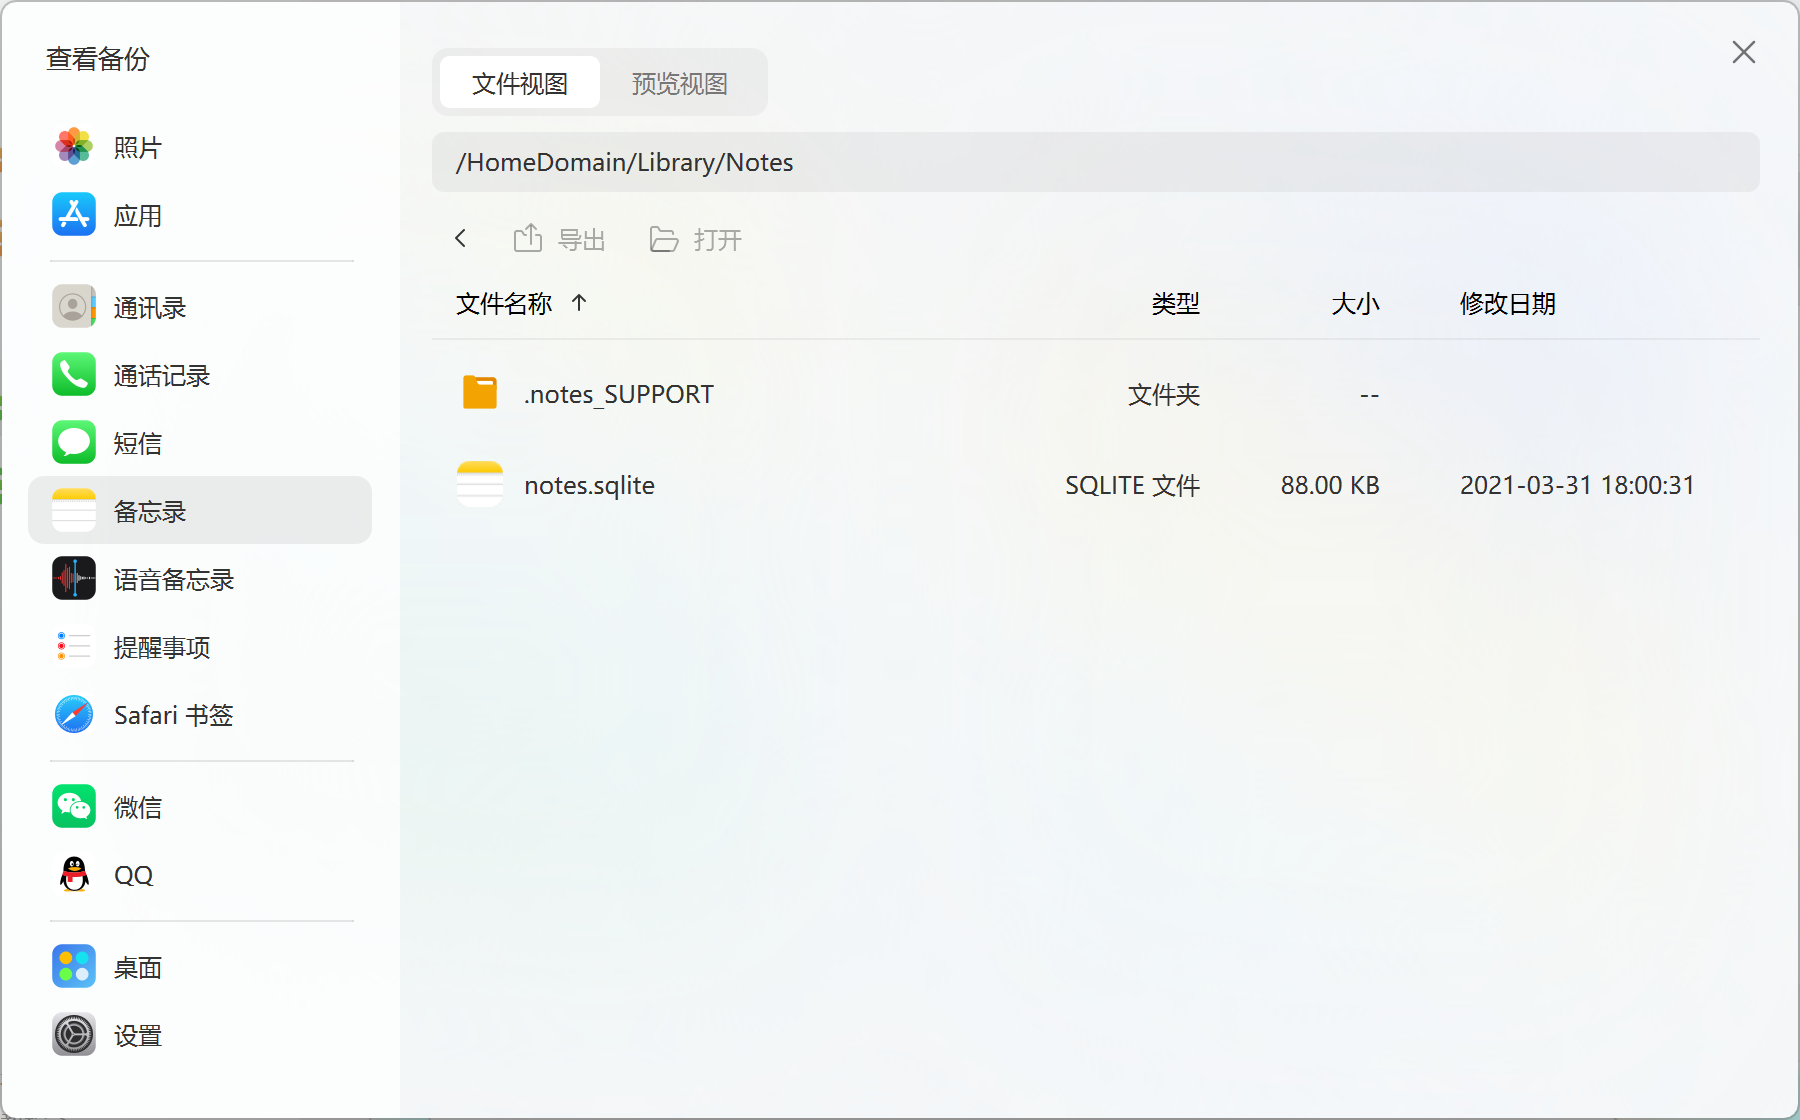 查看备份
照片
应用
通讯录
通话记录
短信
备忘录
语音备忘录
提醒事项
Safari 书签
微信
QQ
桌面
设置
文件视图 预览视图
/HomeDomain/Library/Notes
导出 打开
文件名称 ↑ 类型 大小 修改日期
.notes_SUPPORT 文件夹 --
notes.sqlite SQLITE 文件 88.00 KB 2021-03-31 18:00:31